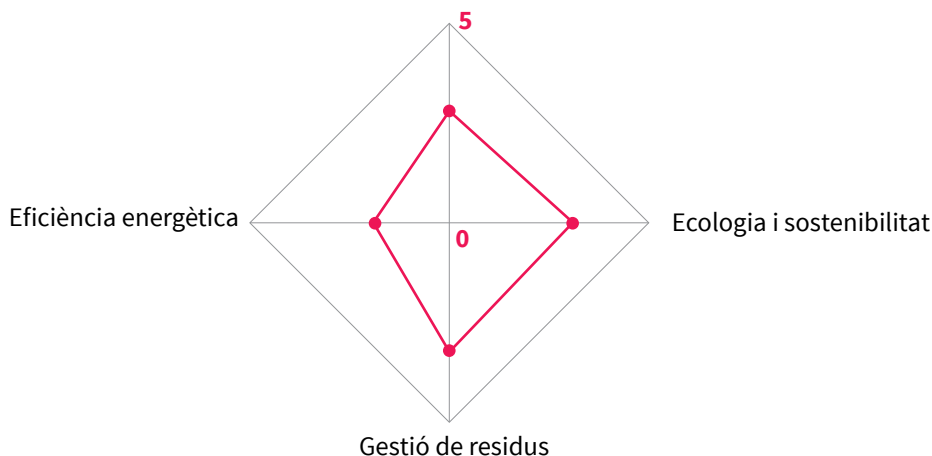 5
Eficiència energètica
Ecologia i sostenibilitat
0
Gestió de residus